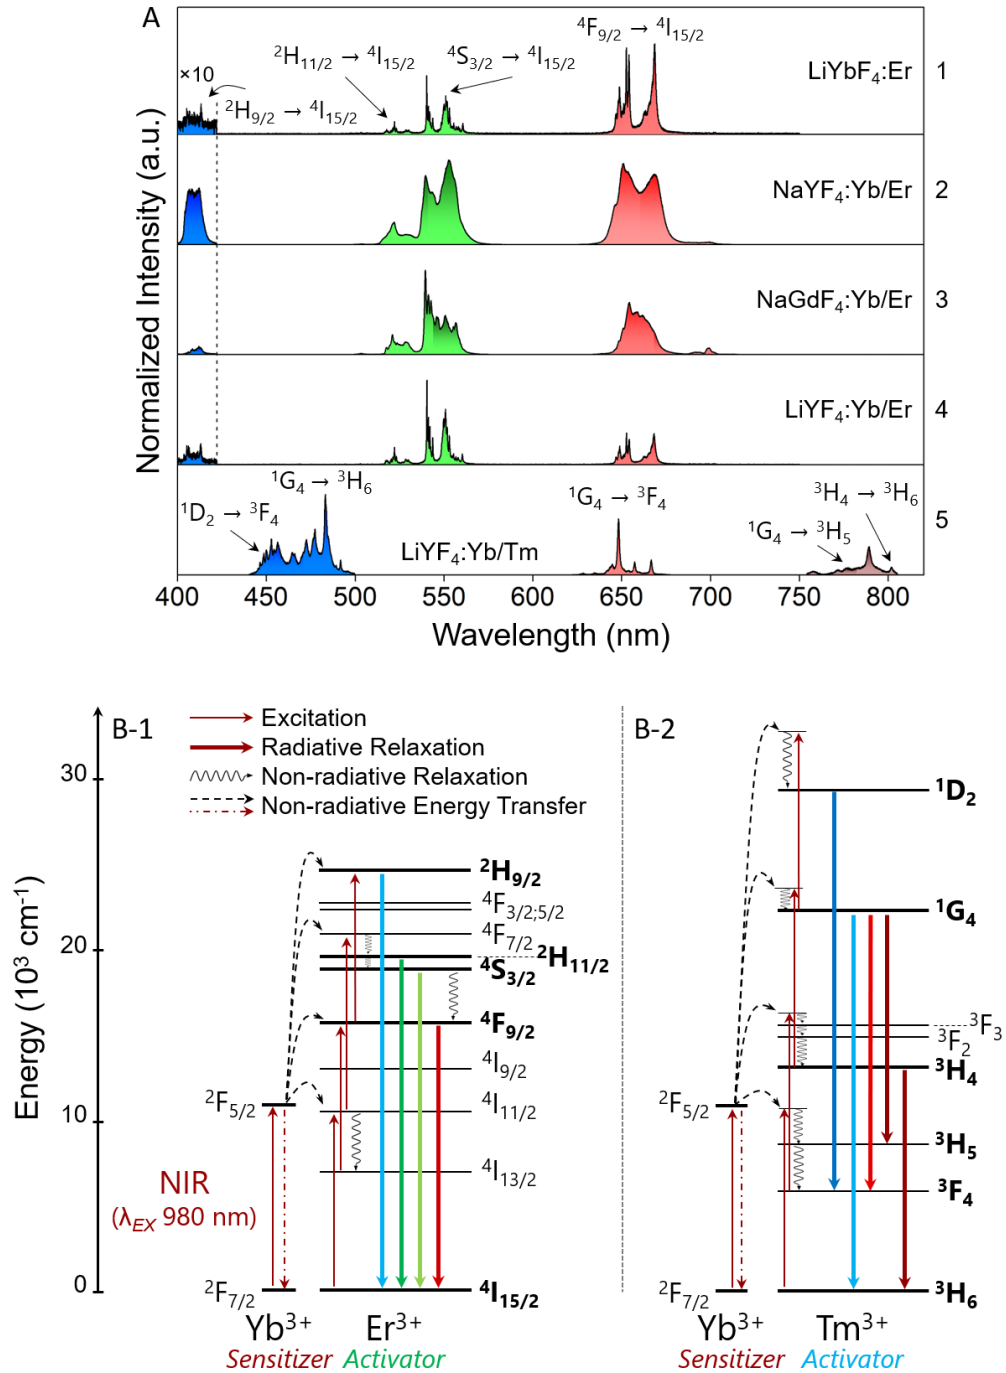 A
⁴F₉/₂ → ⁴I₁₅/₂
²H₁₁/₂ → ⁴I₁₅/₂
⁴S₃/₂ → ⁴I₁₅/₂
×10
²H₉/₂ → ⁴I₁₅/₂
LiYbF₄:Er 1
NaYF₄:Yb/Er 2
NaGdF₄:Yb/Er 3
LiYF₄:Yb/Er 4
¹D₂ → ³F₄
¹G₄ → ³H₆
LiYF₄:Yb/Tm
¹G₄ → ³F₄
¹G₄ → ³H₅
³H₄ → ³H₆
5
Normalized Intensity (a.u.)
400 450 500 550 600 650 700 750 800
Wavelength (nm)
B-1
Excitation
Radiative Relaxation
Non-radiative Relaxation
Non-radiative Energy Transfer
Energy (10³ cm⁻¹)
30
20
10
0
²H₉/₂
⁴F₃/₂;₅/₂
⁴F₇/₂
²H₁₁/₂
⁴S₃/₂
⁴F₉/₂
⁴I₉/₂
⁴I₁₁/₂
⁴I₁₃/₂
⁴I₁₅/₂
²F₅/₂
NIR
(λEX 980 nm)
²F₇/₂
Yb³⁺ Er³⁺
Sensitizer Activator
B-2
¹D₂
¹G₄
³F₃
³F₂
³H₄
³H₅
³F₄
³H₆
²F₅/₂
²F₇/₂
Yb³⁺ Tm³⁺
Sensitizer Activator